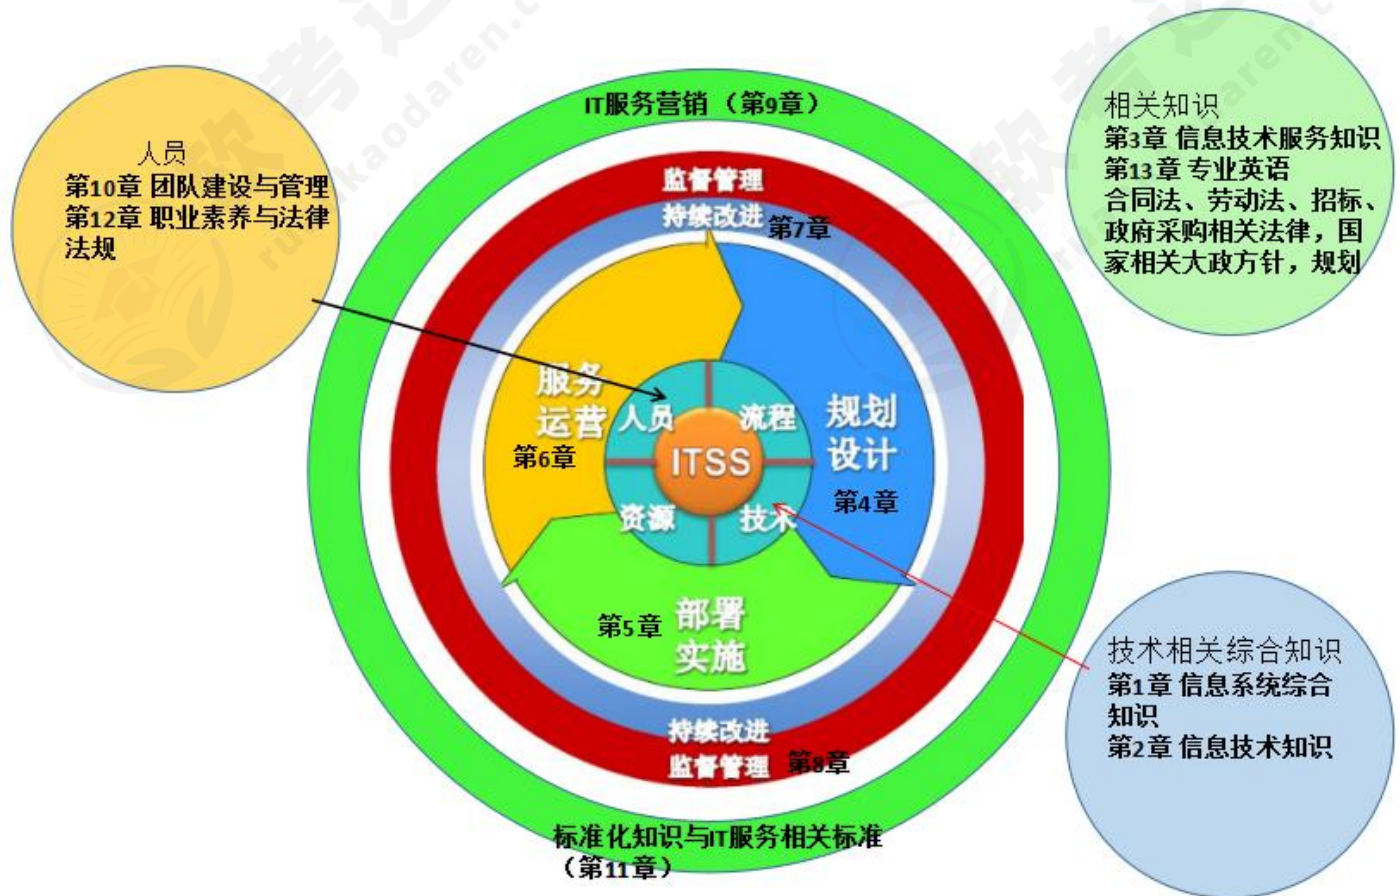 IT服务营销（第9章）
人员
第10章 团队建设与管理
第12章 职业素养与法律
法规
相关知识
第3章 信息技术服务知识
第13章 专业英语
合同法、劳动法、招标、
政府采购相关法律，国
家相关大政方针，规划
监督管理
持续改进
第7章
服务
运营
第6章
人员
流程
ITSS
资源
技术
规划
设计
第4章
第5章
部署
实施
持续改进
监督管理
第8章
标准化知识与IT服务相关标准
（第11章）
技术相关综合知识
第1章 信息系统综合
知识
第2章 信息技术知识